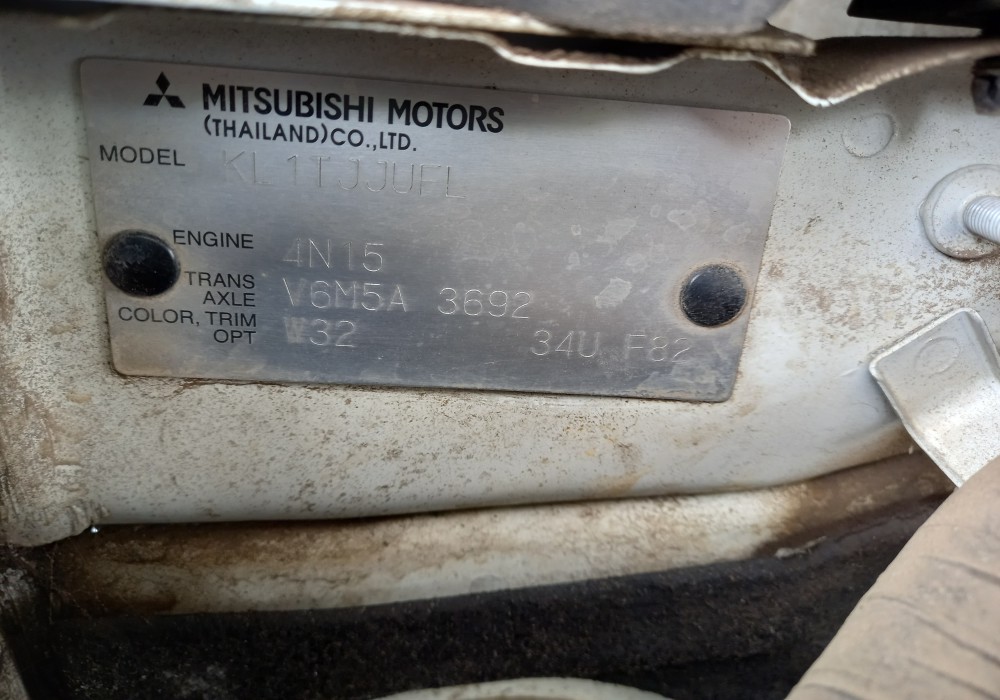 MITSUBISHI MOTORS
(THAILAND)CO.,LTD.
MODEL KL1TJJUFL
ENGINE 4N15
TRANS AXLE V6M5A 3692
COLOR, TRIM OPT W32 34U F82